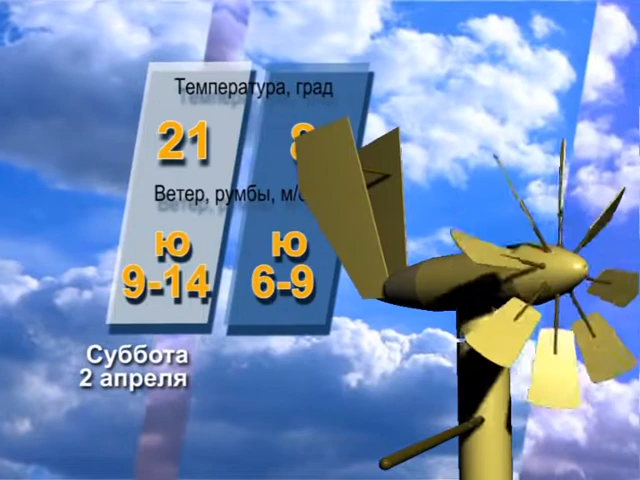 Температура, град
21
Ветер, румбы,
ю ю
9-14 6-9
Суббота
2 апреля